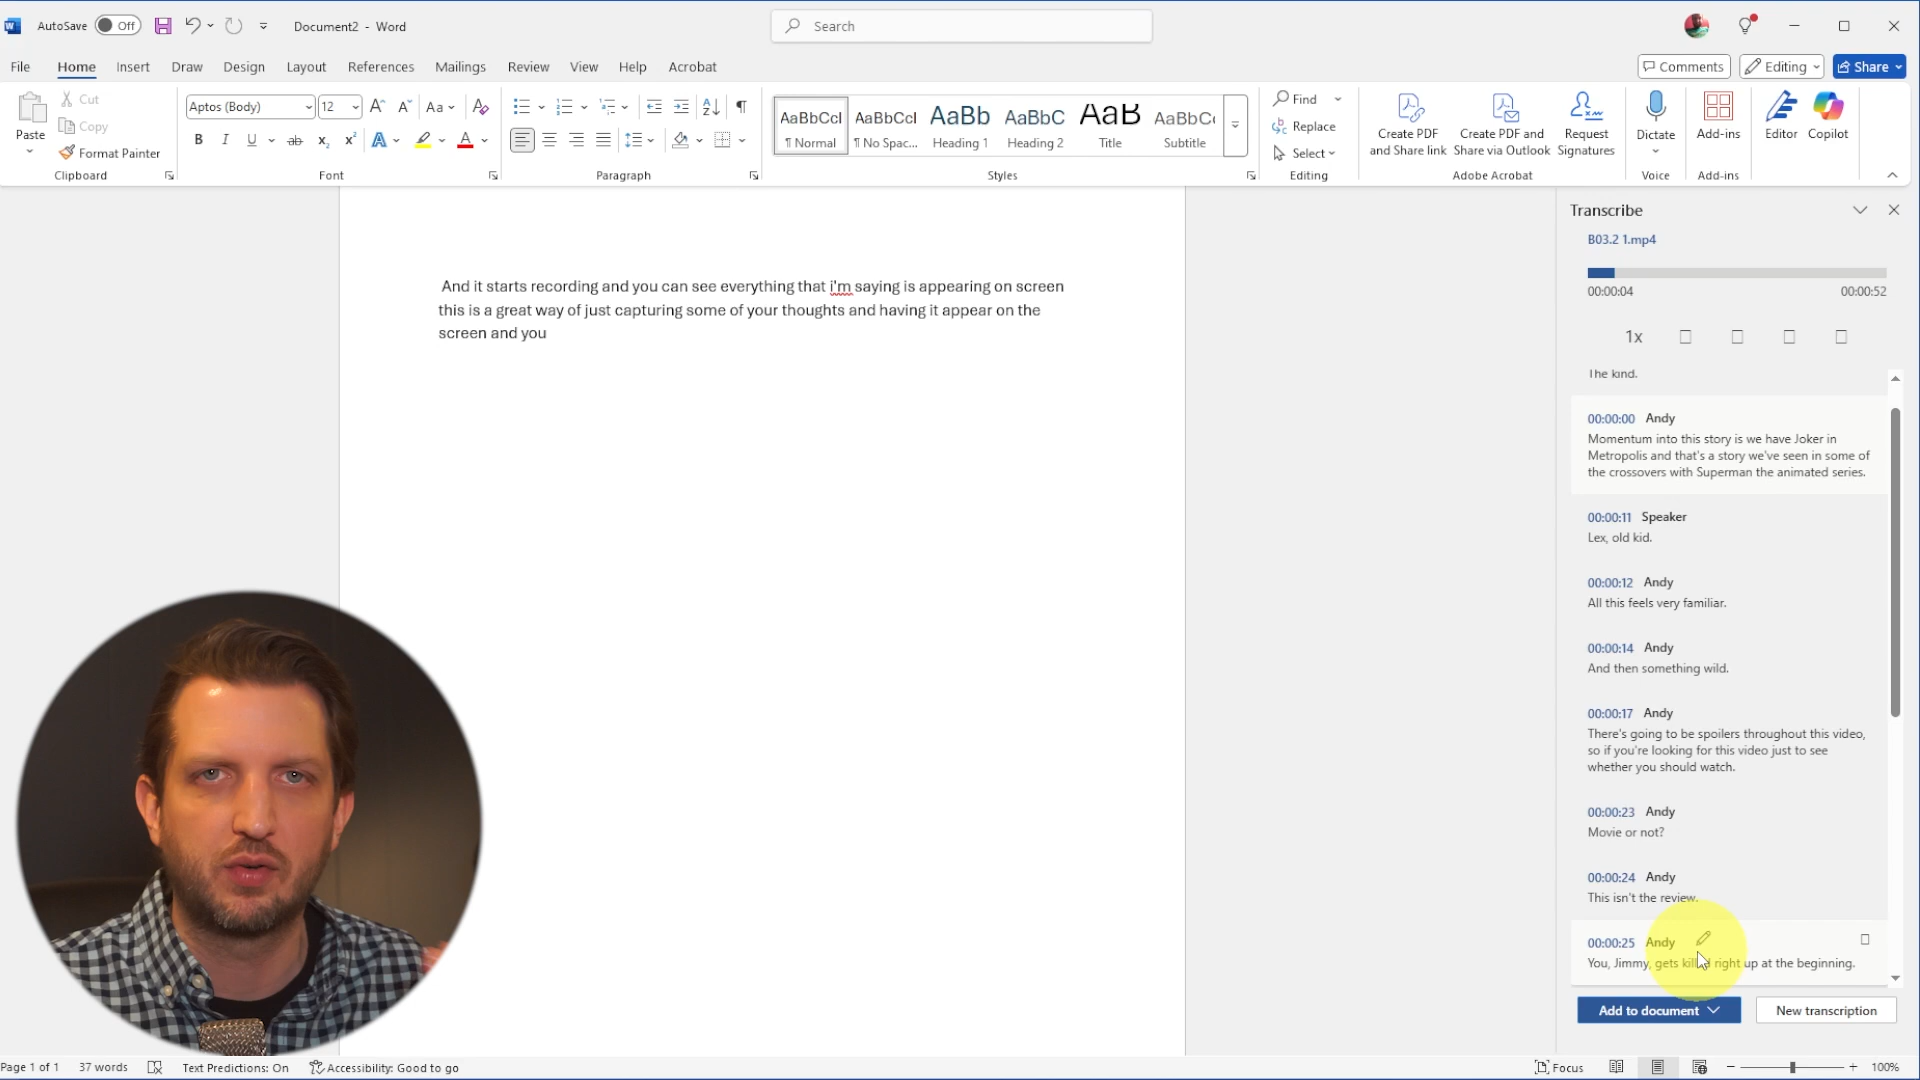 AutoSave Off Document2 - Word Search
File Home Insert Draw Design Layout References Mailings Review View Help Acrobat Comments Editing Share
Paste Cut Copy Format Painter Clipboard
Aptos (Body) 12 Aa Font
Paragraph
AaBbCcI ¶ Normal
AaBbCcI ¶ No Spac...
AaBb Heading 1
AaBbC Heading 2
AaB Title
AaBbC Subtitle
Styles
Find
Replace
Select
Editing
Create PDF and Share link
Create PDF and Share via Outlook
Request Signatures
Adobe Acrobat
Dictate
Voice
Add-ins
Add-ins
Editor
Copilot
And it starts recording and you can see everything that i'm saying is appearing on screen
this is a great way of just capturing some of your thoughts and having it appear on the
screen and you
Transcribe
B03.2 1.mp4
00:00:04 00:00:52
1x
The kind.
00:00:00 Andy
Momentum into this story is we have Joker in
Metropolis and that's a story we've seen in some of
the crossovers with Superman the animated series.
00:00:11 Speaker
Lex, old kid.
00:00:12 Andy
All this feels very familiar.
00:00:14 Andy
And then something wild.
00:00:17 Andy
There's going to be spoilers throughout this video,
so if you're looking for this video just to see
whether you should watch.
00:00:23 Andy
Movie or not?
00:00:24 Andy
This isn't the review.
00:00:25 Andy
You, Jimmy, gets killed right up at the beginning.
Add to document New transcription
Page 1 of 1 37 words Text Predictions: On Accessibility: Good to go Focus 100%